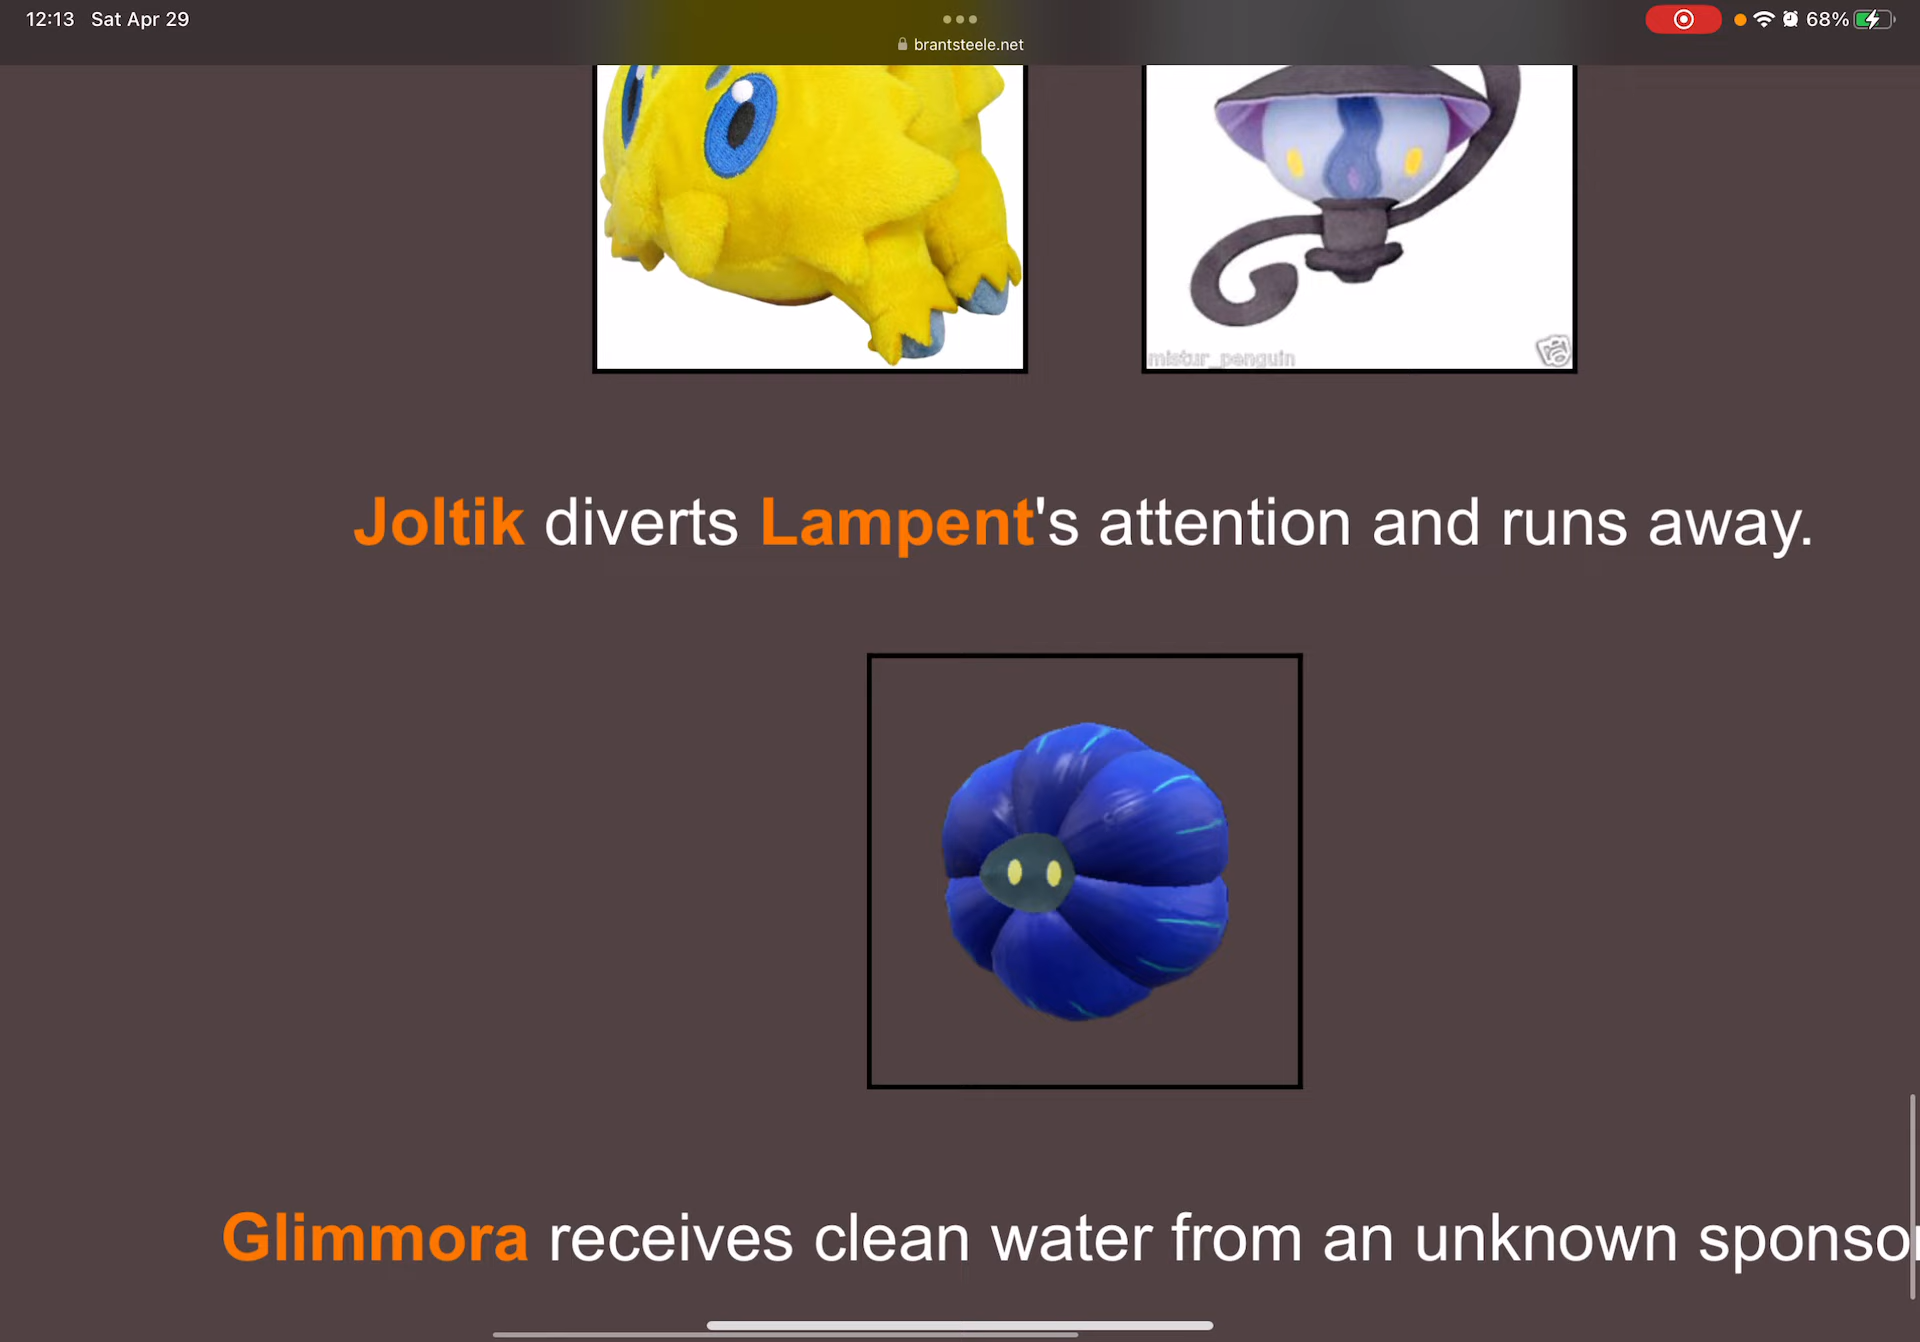 12:13 Sat Apr 29
68%
brantsteele.net
mistur_penguin
Joltik diverts Lampent's attention and runs away.
Glimmora receives clean water from an unknown sponsor